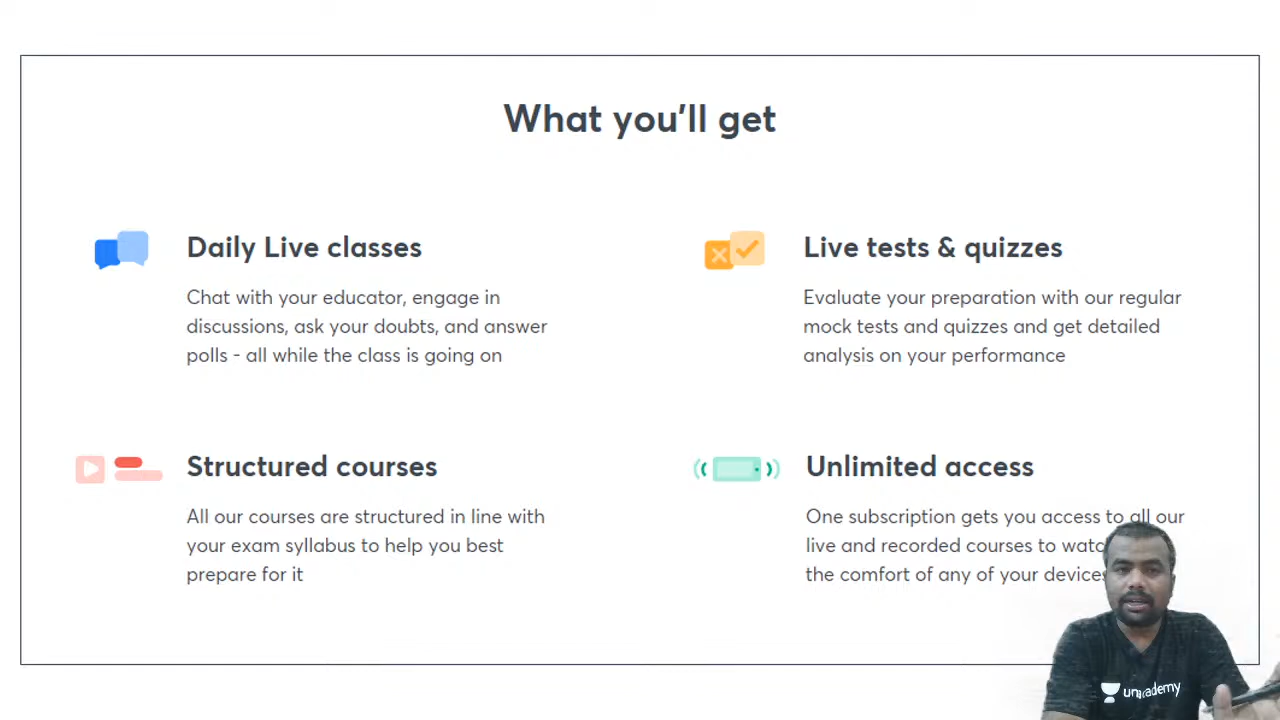 What you'll get
Daily Live classes
Chat with your educator, engage in
discussions, ask your doubts, and answer
polls - all while the class is going on
Live tests & quizzes
Evaluate your preparation with our regular
mock tests and quizzes and get detailed
analysis on your performance
Structured courses
All our courses are structured in line with
your exam syllabus to help you best
prepare for it
Unlimited access
One subscription gets you access to all our
live and recorded courses to
the comfort of any of your devices
unacademy